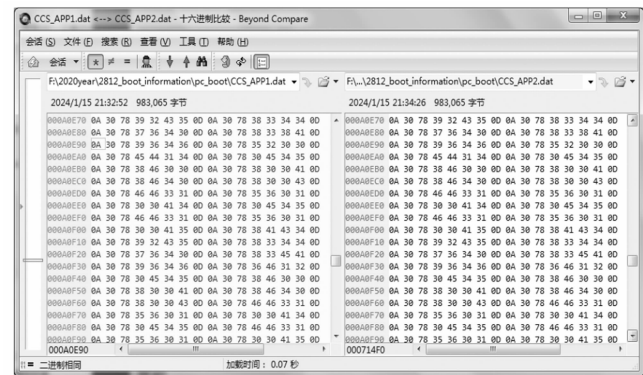 CCS_APP1.dat <--> CCS_APP2.dat - 十六进制比较 - Beyond Compare
会话(S) 文件(F) 搜索(R) 查看(V) 工具(T) 帮助(H)
会话
F:\2020year\2812_boot_information\pc_boot\CCS_APP1.dat F:\...\2812_boot_information\pc_boot\CCS_APP2.dat
2024/1/15 21:32:52 983,065 字节 2024/1/15 21:34:26 983,065 字节
000A0E70 0A 30 78 39 32 43 35 0D 0A 30 78 38 33 34 34 0D 000A0E70 0A 30 78 39 32 43 35 0D 0A 30 78 38 33 34 34 0D
000A0E80 0A 30 78 37 36 34 30 0D 0A 30 78 38 33 38 41 0D 000A0E80 0A 30 78 37 36 34 30 0D 0A 30 78 38 33 38 41 0D
000A0E90 0A 30 78 39 36 34 36 0D 0A 30 78 35 32 30 30 0D 000A0E90 0A 30 78 39 36 34 36 0D 0A 30 78 35 32 30 30 0D
000A0EA0 0A 30 78 45 44 31 34 0D 0A 30 78 30 45 34 35 0D 000A0EA0 0A 30 78 45 44 31 34 0D 0A 30 78 30 45 34 35 0D
000A0EB0 0A 30 78 38 46 30 30 0D 0A 30 78 38 30 30 41 0D 000A0EB0 0A 30 78 38 46 30 30 0D 0A 30 78 38 30 30 41 0D
000A0EC0 0A 30 78 38 46 34 30 0D 0A 30 78 38 30 30 43 0D 000A0EC0 0A 30 78 38 46 34 30 0D 0A 30 78 38 30 30 43 0D
000A0ED0 0A 30 78 46 46 33 31 0D 0A 30 78 35 36 30 31 0D 000A0ED0 0A 30 78 46 46 33 31 0D 0A 30 78 35 36 30 31 0D
000A0EE0 0A 30 78 30 30 41 34 0D 0A 30 78 30 45 34 35 0D 000A0EE0 0A 30 78 30 30 41 34 0D 0A 30 78 30 45 34 35 0D
000A0EF0 0A 30 78 46 46 33 31 0D 0A 30 78 35 36 30 31 0D 000A0EF0 0A 30 78 46 46 33 31 0D 0A 30 78 35 36 30 31 0D
000A0F00 0A 30 78 30 30 41 35 0D 0A 30 78 38 41 43 34 0D 000A0F00 0A 30 78 30 30 41 35 0D 0A 30 78 38 41 43 34 0D
000A0F10 0A 30 78 39 32 43 35 0D 0A 30 78 38 33 34 34 0D 000A0F10 0A 30 78 39 32 43 35 0D 0A 30 78 38 33 34 34 0D
000A0F20 0A 30 78 37 36 34 30 0D 0A 30 78 38 33 45 41 0D 000A0F20 0A 30 78 37 36 34 30 0D 0A 30 78 38 33 45 41 0D
000A0F30 0A 30 78 39 36 34 36 0D 0A 30 78 36 46 31 32 0D 000A0F30 0A 30 78 39 36 34 36 0D 0A 30 78 36 46 31 32 0D
000A0F40 0A 30 78 30 45 34 35 0D 0A 30 78 38 46 30 30 0D 000A0F40 0A 30 78 30 45 34 35 0D 0A 30 78 38 46 30 30 0D
000A0F50 0A 30 78 38 30 30 41 0D 0A 30 78 38 46 34 30 0D 000A0F50 0A 30 78 38 30 30 41 0D 0A 30 78 38 46 34 30 0D
000A0F60 0A 30 78 38 30 30 43 0D 0A 30 78 46 46 33 31 0D 000A0F60 0A 30 78 38 30 30 43 0D 0A 30 78 46 46 33 31 0D
000A0F70 0A 30 78 35 36 30 31 0D 0A 30 78 30 30 41 34 0D 000A0F70 0A 30 78 35 36 30 31 0D 0A 30 78 30 30 41 34 0D
000A0F80 0A 30 78 30 45 34 35 0D 0A 30 78 46 46 33 31 0D 000A0F80 0A 30 78 30 45 34 35 0D 0A 30 78 46 46 33 31 0D
000A0F90 0A 30 78 35 36 30 31 0D 0A 30 78 30 30 41 35 0D 000A0F90 0A 30 78 35 36 30 31 0D 0A 30 78 30 30 41 35 0D
000A0E90 000714F0
二进制相同 加载时间： 0.07 秒